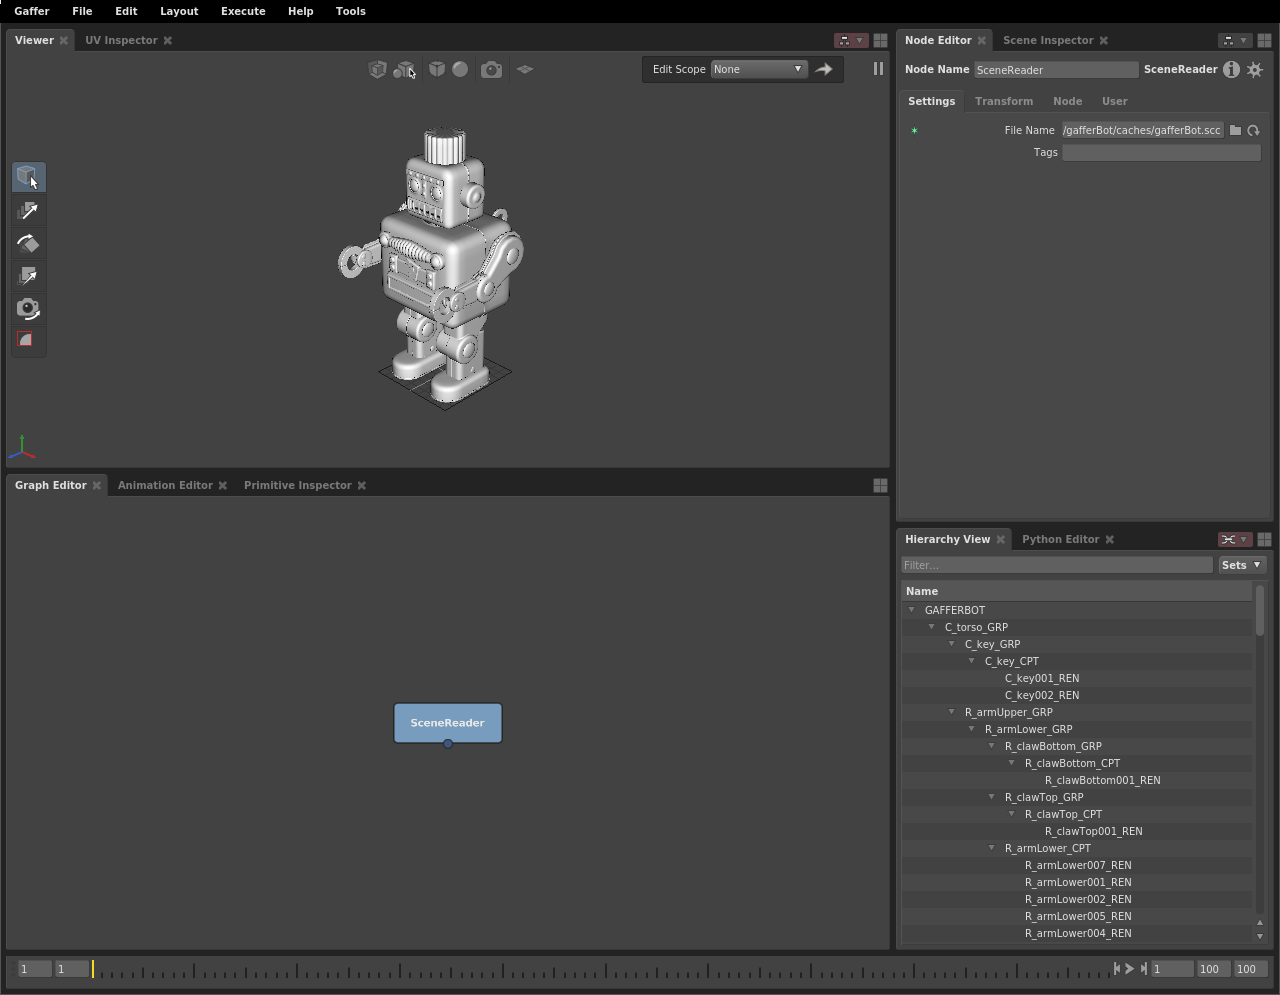 Gaffer File Edit Layout Execute Help Tools
Viewer UV Inspector
Edit Scope None
Graph Editor Animation Editor Primitive Inspector
SceneReader
Node Editor Scene Inspector
Node Name SceneReader SceneReader
Settings Transform Node User
File Name /gafferBot/caches/gafferBot.scc
Tags
Hierarchy View Python Editor
Filter... Sets
Name
GAFFERBOT
C_torso_GRP
C_key_GRP
C_key_CPT
C_key001_REN
C_key002_REN
R_armUpper_GRP
R_armLower_GRP
R_clawBottom_GRP
R_clawBottom_CPT
R_clawBottom001_REN
R_clawTop_GRP
R_clawTop_CPT
R_clawTop001_REN
R_armLower_CPT
R_armLower007_REN
R_armLower001_REN
R_armLower002_REN
R_armLower005_REN
R_armLower004_REN
1 1 1 100 100